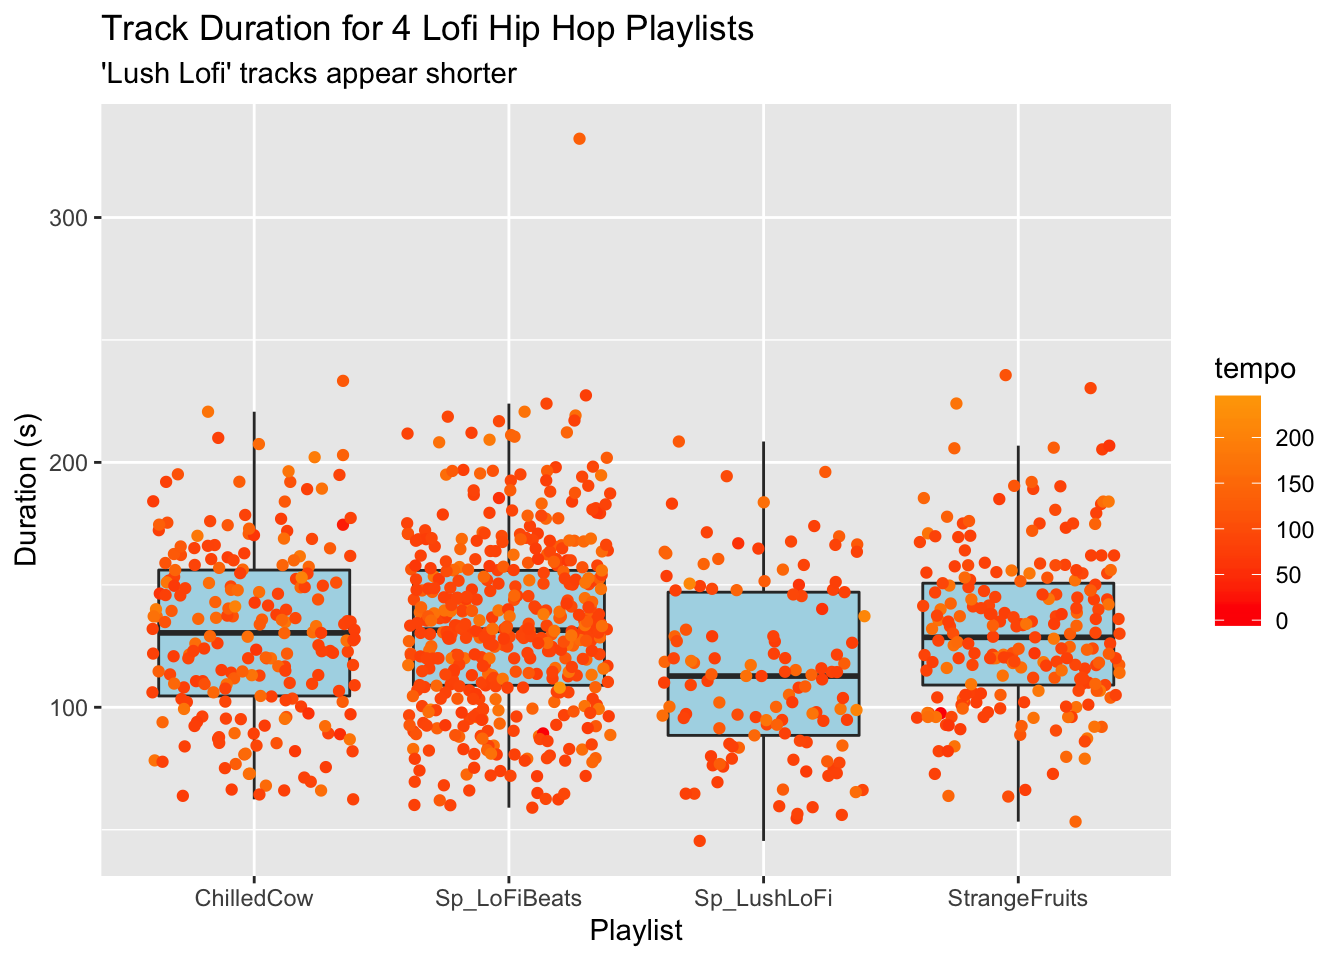 Track Duration for 4 Lofi Hip Hop Playlists
'Lush Lofi' tracks appear shorter
Duration (s)
300
200
100
ChilledCow
Sp_LoFiBeats
Sp_LushLoFi
StrangeFruits
Playlist
tempo
200
150
100
50
0